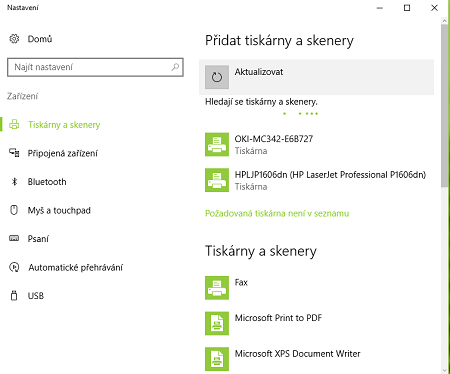 Nastavení
Domů
Najít nastavení
Zařízení
Tiskárny a skenery
Připojená zařízení
Bluetooth
Myš a touchpad
Psaní
Automatické přehrávání
USB
Přidat tiskárny a skenery
Aktualizovat
Hledají se tiskárny a skenery.
OKI-MC342-E6B727
Tiskárna
HPLJP1606dn (HP LaserJet Professional P1606dn)
Tiskárna
Požadovaná tiskárna není v seznamu
Tiskárny a skenery
Fax
Microsoft Print to PDF
Microsoft XPS Document Writer